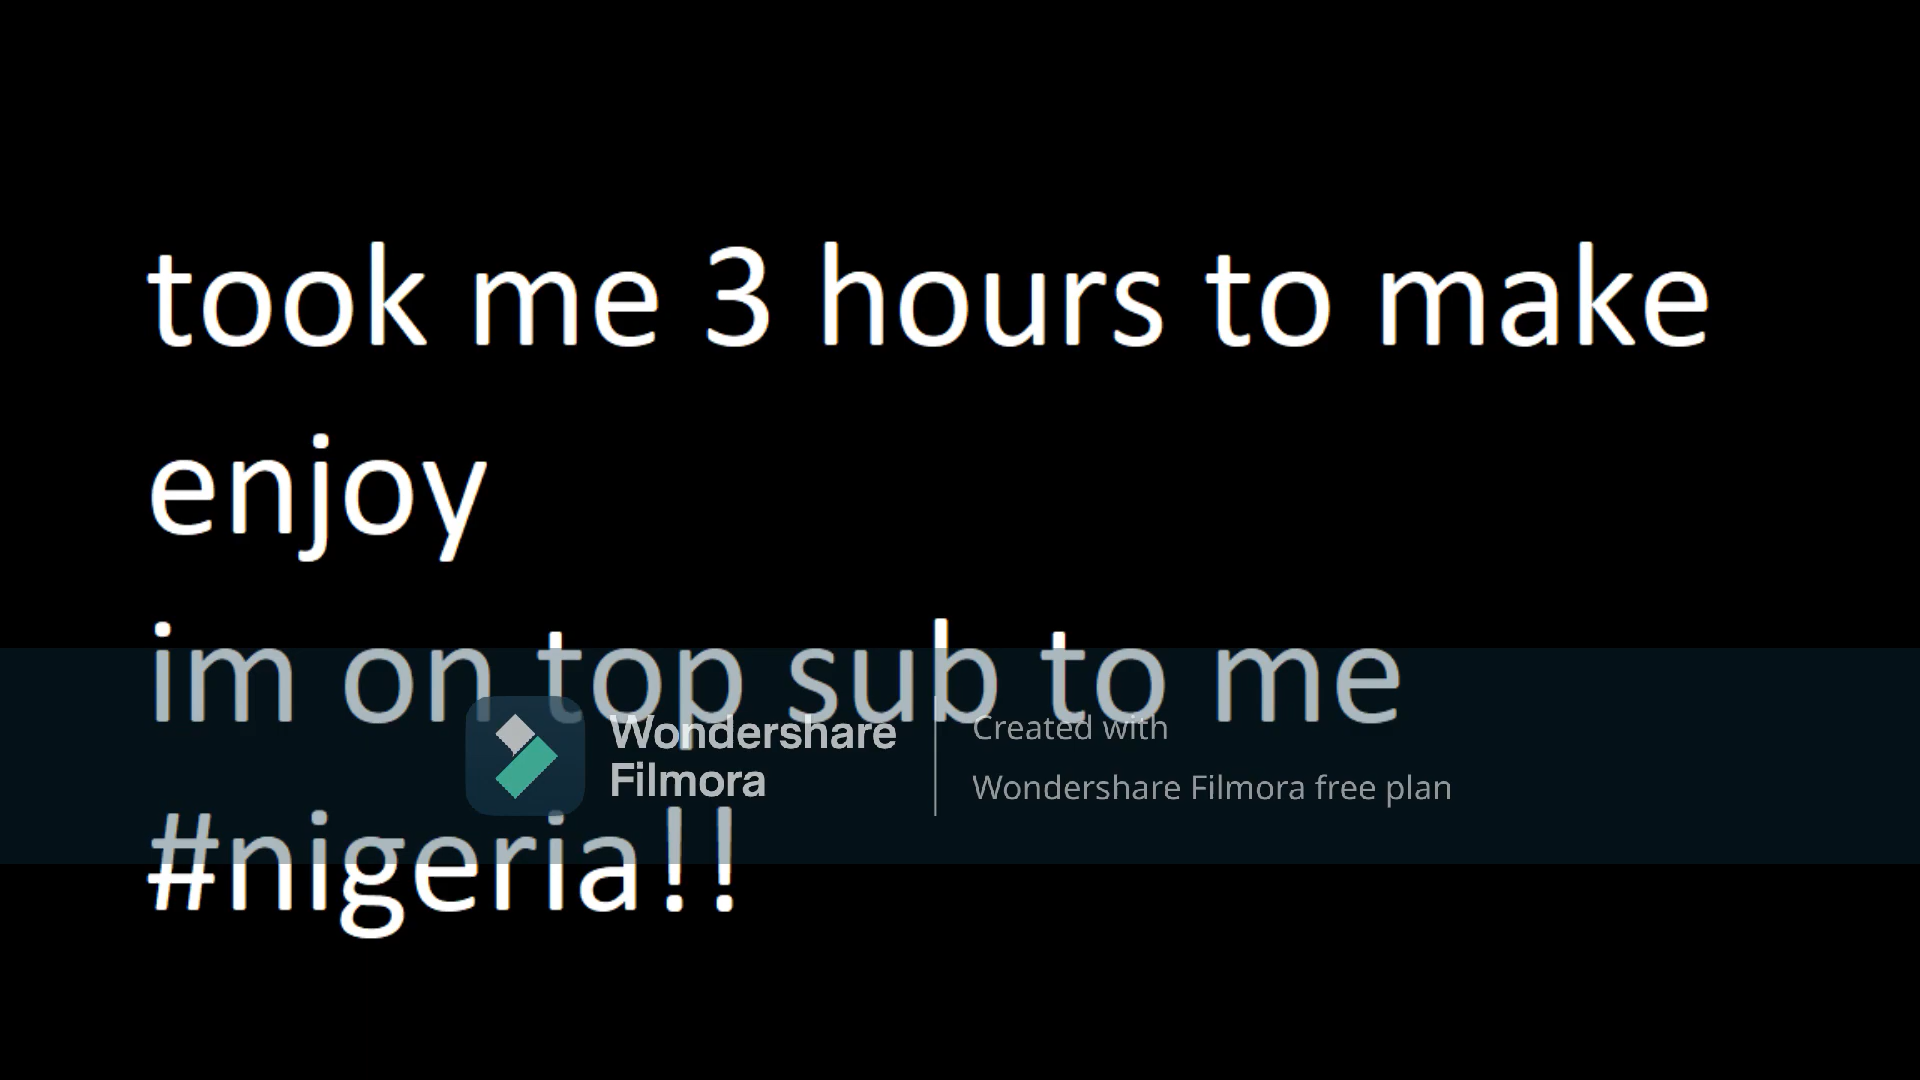 took me 3 hours to make
enjoy
im on top sub to me
Wondershare
Filmora
Created with
Wondershare Filmora free plan
#nigeria!!